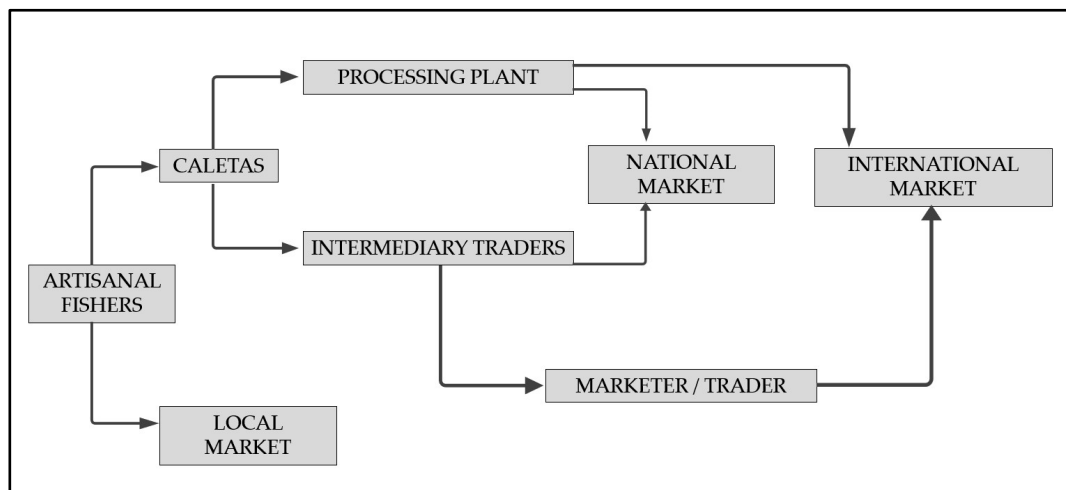 PROCESSING PLANT
CALETAS
NATIONAL
MARKET
INTERNATIONAL
MARKET
INTERMEDIARY TRADERS
ARTISANAL
FISHERS
MARKETER / TRADER
LOCAL
MARKET